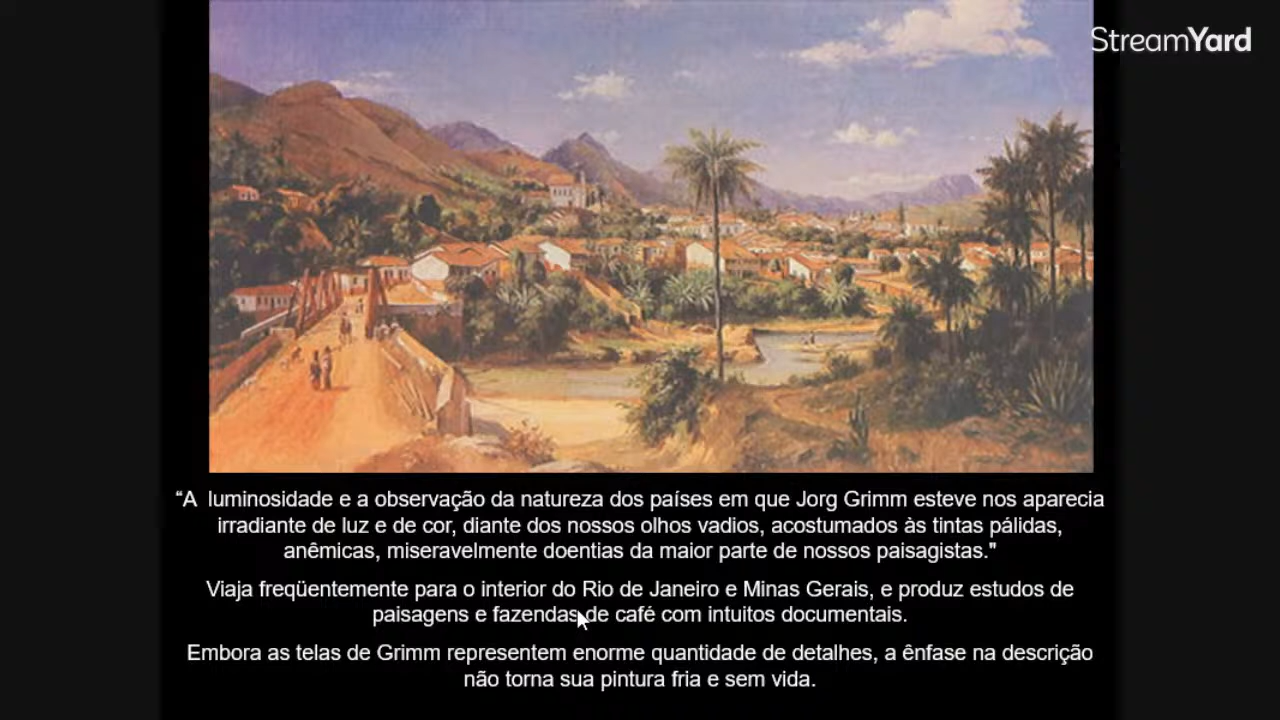 StreamYard
“A luminosidade e a observação da natureza dos países em que Jorg Grimm esteve nos aparecia
irradiante de luz e de cor, diante dos nossos olhos vadios, acostumados às tintas pálidas,
anêmicas, miseravelmente doentias da maior parte de nossos paisagistas."
Viaja freqüentemente para o interior do Rio de Janeiro e Minas Gerais, e produz estudos de
paisagens e fazendas de café com intuitos documentais.
Embora as telas de Grimm representem enorme quantidade de detalhes, a ênfase na descrição
não torna sua pintura fria e sem vida.